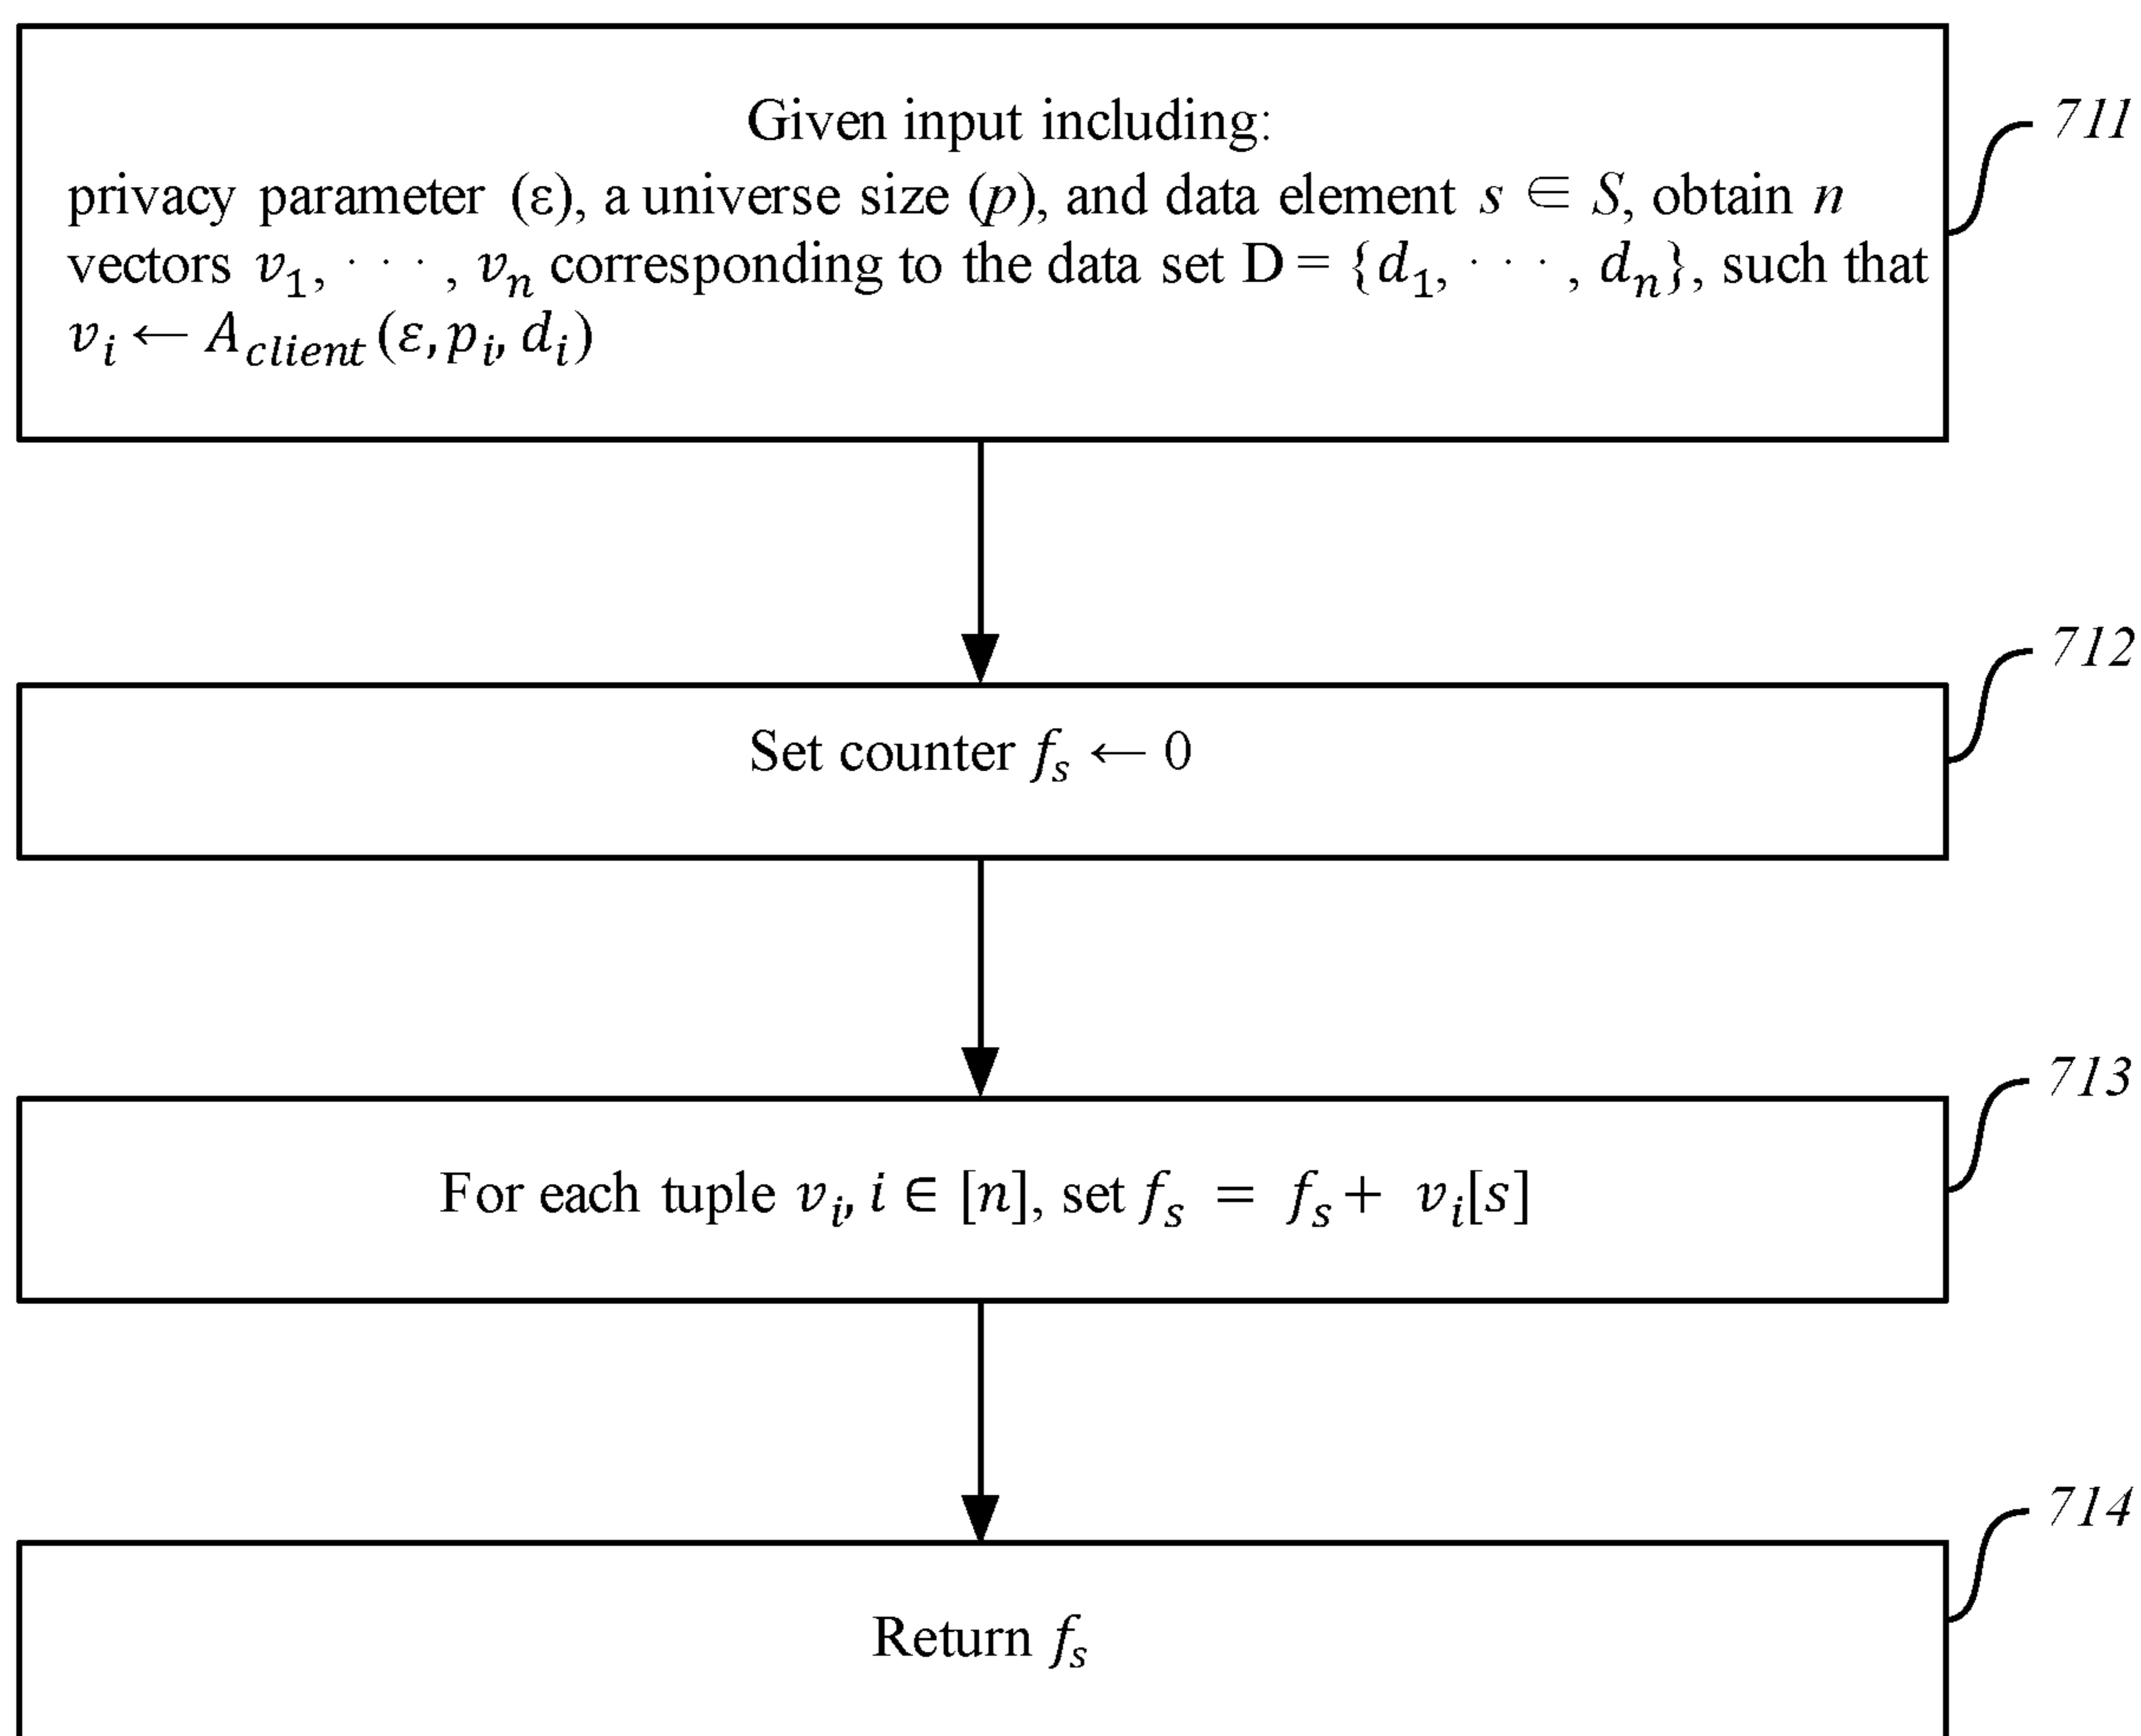 Given input including:
711
privacy parameter (ε), a universe size (p), and data element s ∈ S, obtain n
vectors v₁, · · · , vₙ corresponding to the data set D = {d₁, · · · , dₙ}, such that
vᵢ ← A_client(ε, pᵢ, dᵢ)
712
Set counter fₛ ← 0
713
For each tuple vᵢ, i ∈ [n], set fₛ = fₛ + vᵢ[s]
714
Return fₛ